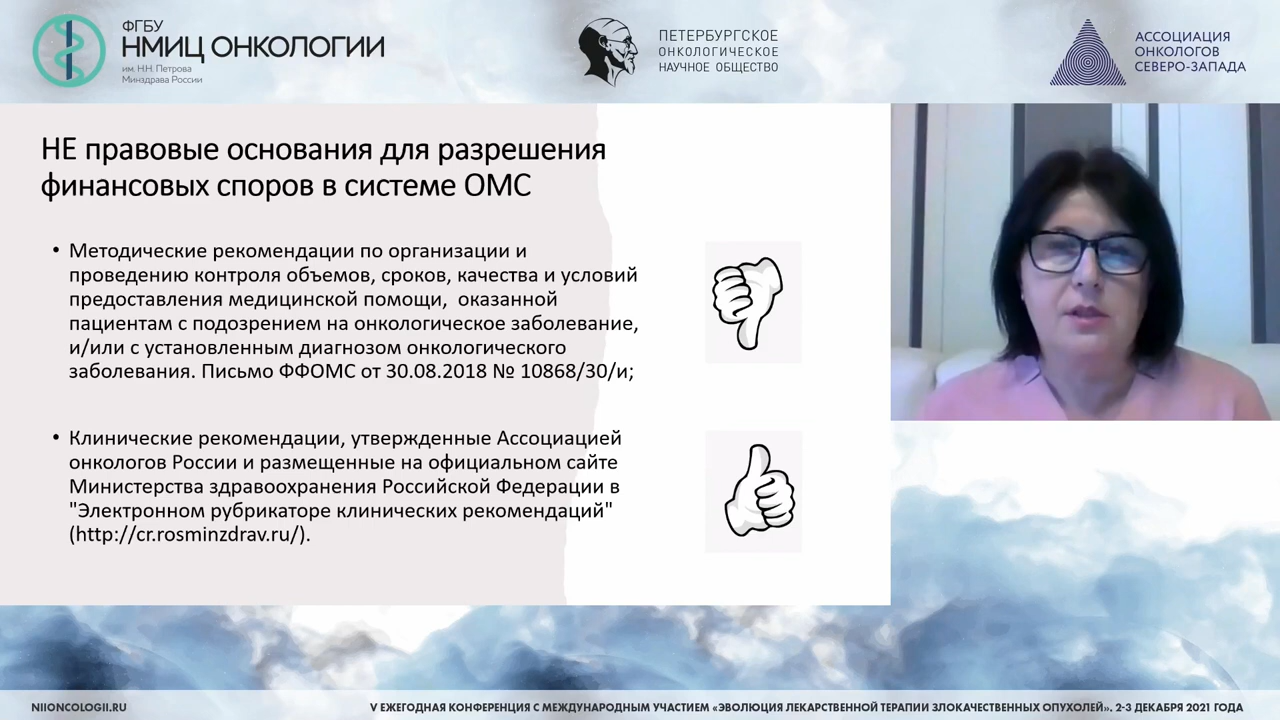 ФГБУ
НМИЦ ОНКОЛОГИИ
им. Н.Н. Петрова
Минздрава России
ПЕТЕРБУРГСКОЕ
ОНКОЛОГИЧЕСКОЕ
НАУЧНОЕ ОБЩЕСТВО
АССОЦИАЦИЯ
ОНКОЛОГОВ
СЕВЕРО-ЗАПАДА
НЕ правовые основания для разрешения
финансовых споров в системе ОМС
• Методические рекомендации по организации и
проведению контроля объемов, сроков, качества и условий
предоставления медицинской помощи, оказанной
пациентам с подозрением на онкологическое заболевание,
и/или с установленным диагнозом онкологического
заболевания. Письмо ФФОМС от 30.08.2018 № 10868/30/и;
• Клинические рекомендации, утвержденные Ассоциацией
онкологов России и размещенные на официальном сайте
Министерства здравоохранения Российской Федерации в
"Электронном рубрикаторе клинических рекомендаций"
(http://cr.rosminzdrav.ru/).
NIIONCOLOGII.RU
V ЕЖЕГОДНАЯ КОНФЕРЕНЦИЯ С МЕЖДУНАРОДНЫМ УЧАСТИЕМ «ЭВОЛЮЦИЯ ЛЕКАРСТВЕННОЙ ТЕРАПИИ ЗЛОКАЧЕСТВЕННЫХ ОПУХОЛЕЙ». 2-3 ДЕКАБРЯ 2021 ГОДА